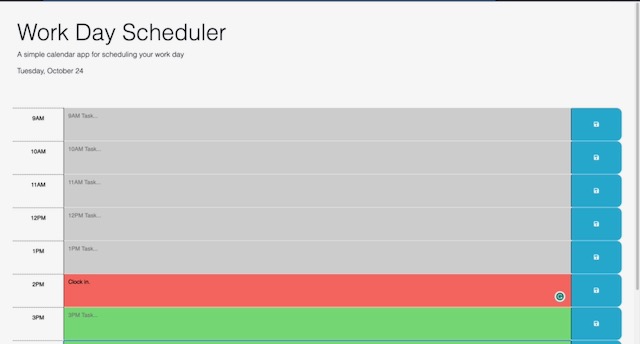 Work Day Scheduler
A simple calendar app for scheduling your work day
Tuesday, October 24
9AM 9AM Task...
10AM 10AM Task...
11AM 11AM Task...
12PM 12PM Task...
1PM 1PM Task...
2PM Clock in.
3PM 3PM Task...